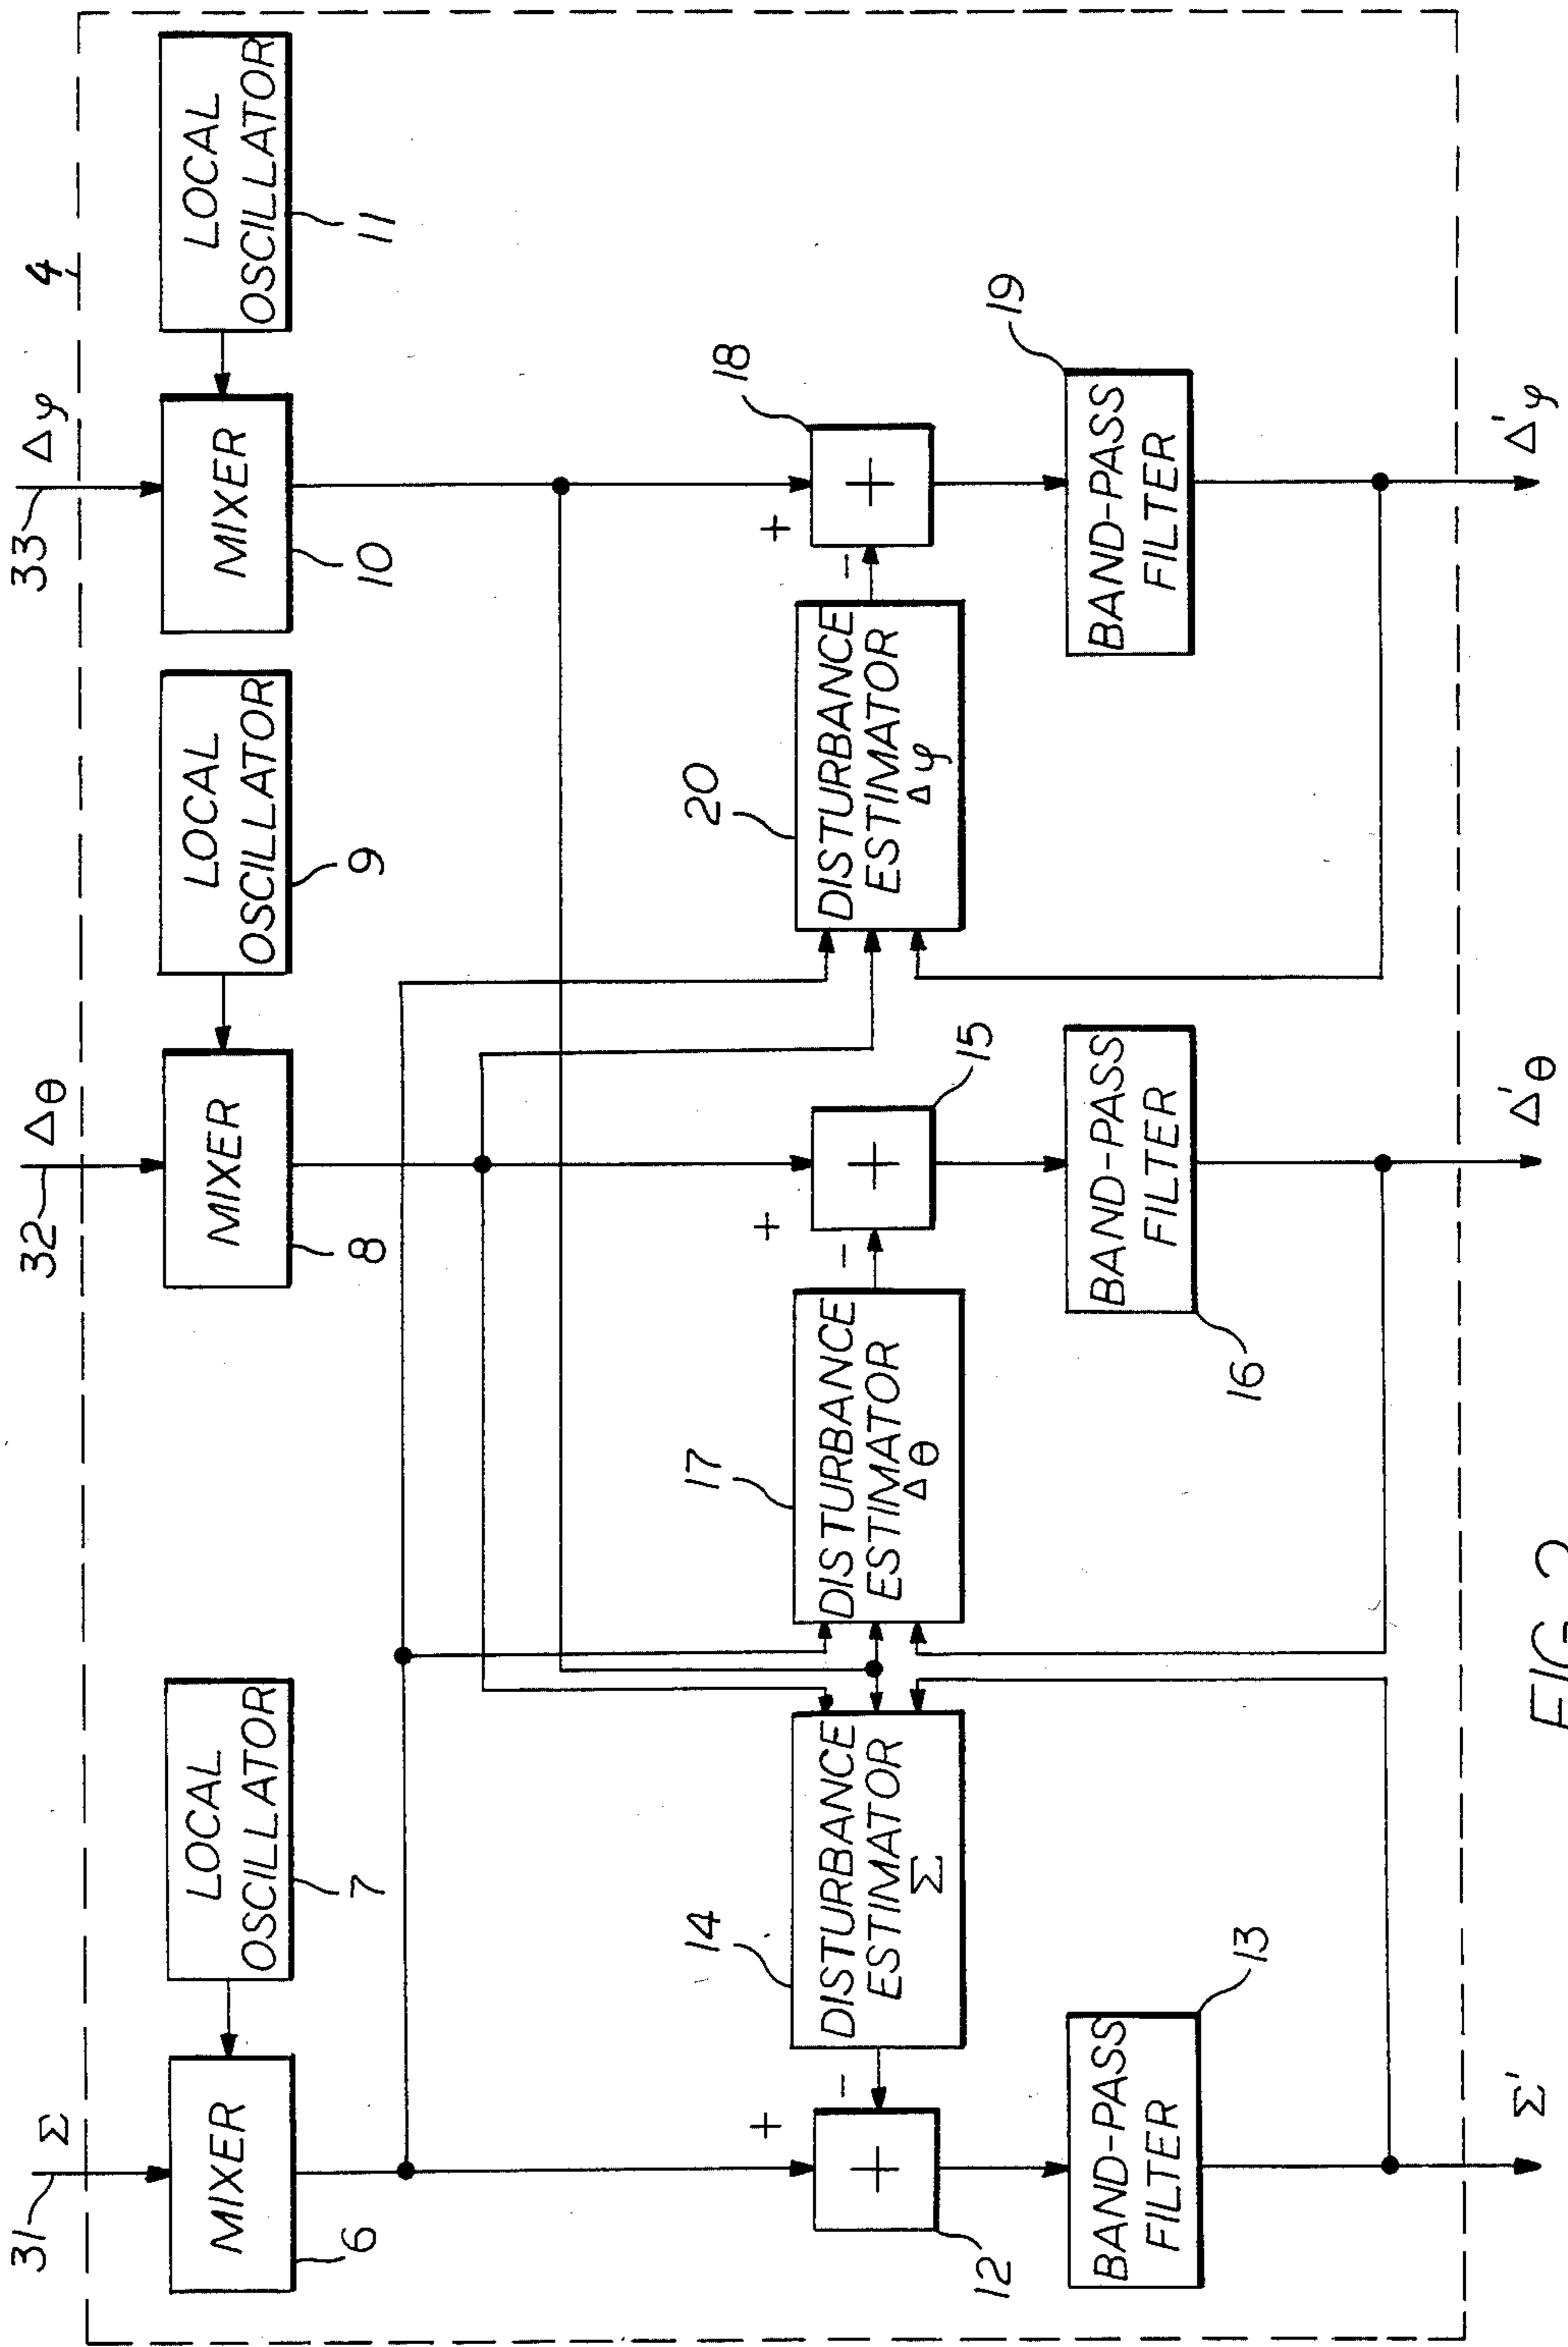 31 Σ
32 Δθ
33 Δφ
4
MIXER
6
LOCAL
OSCILLATOR
7
MIXER
8
LOCAL
OSCILLATOR
9
MIXER
10
LOCAL
OSCILLATOR
11
+
-
+
12
14
DISTURBANCE
ESTIMATOR
Σ
17
DISTURBANCE
ESTIMATOR
Δθ
-
+
+
15
20
DISTURBANCE
ESTIMATOR
Δφ
-
+
+
18
BAND-PASS
FILTER
13
BAND-PASS
FILTER
16
BAND-PASS
FILTER
19
Σ'
Δ'θ
Δ'φ
FIG. 2